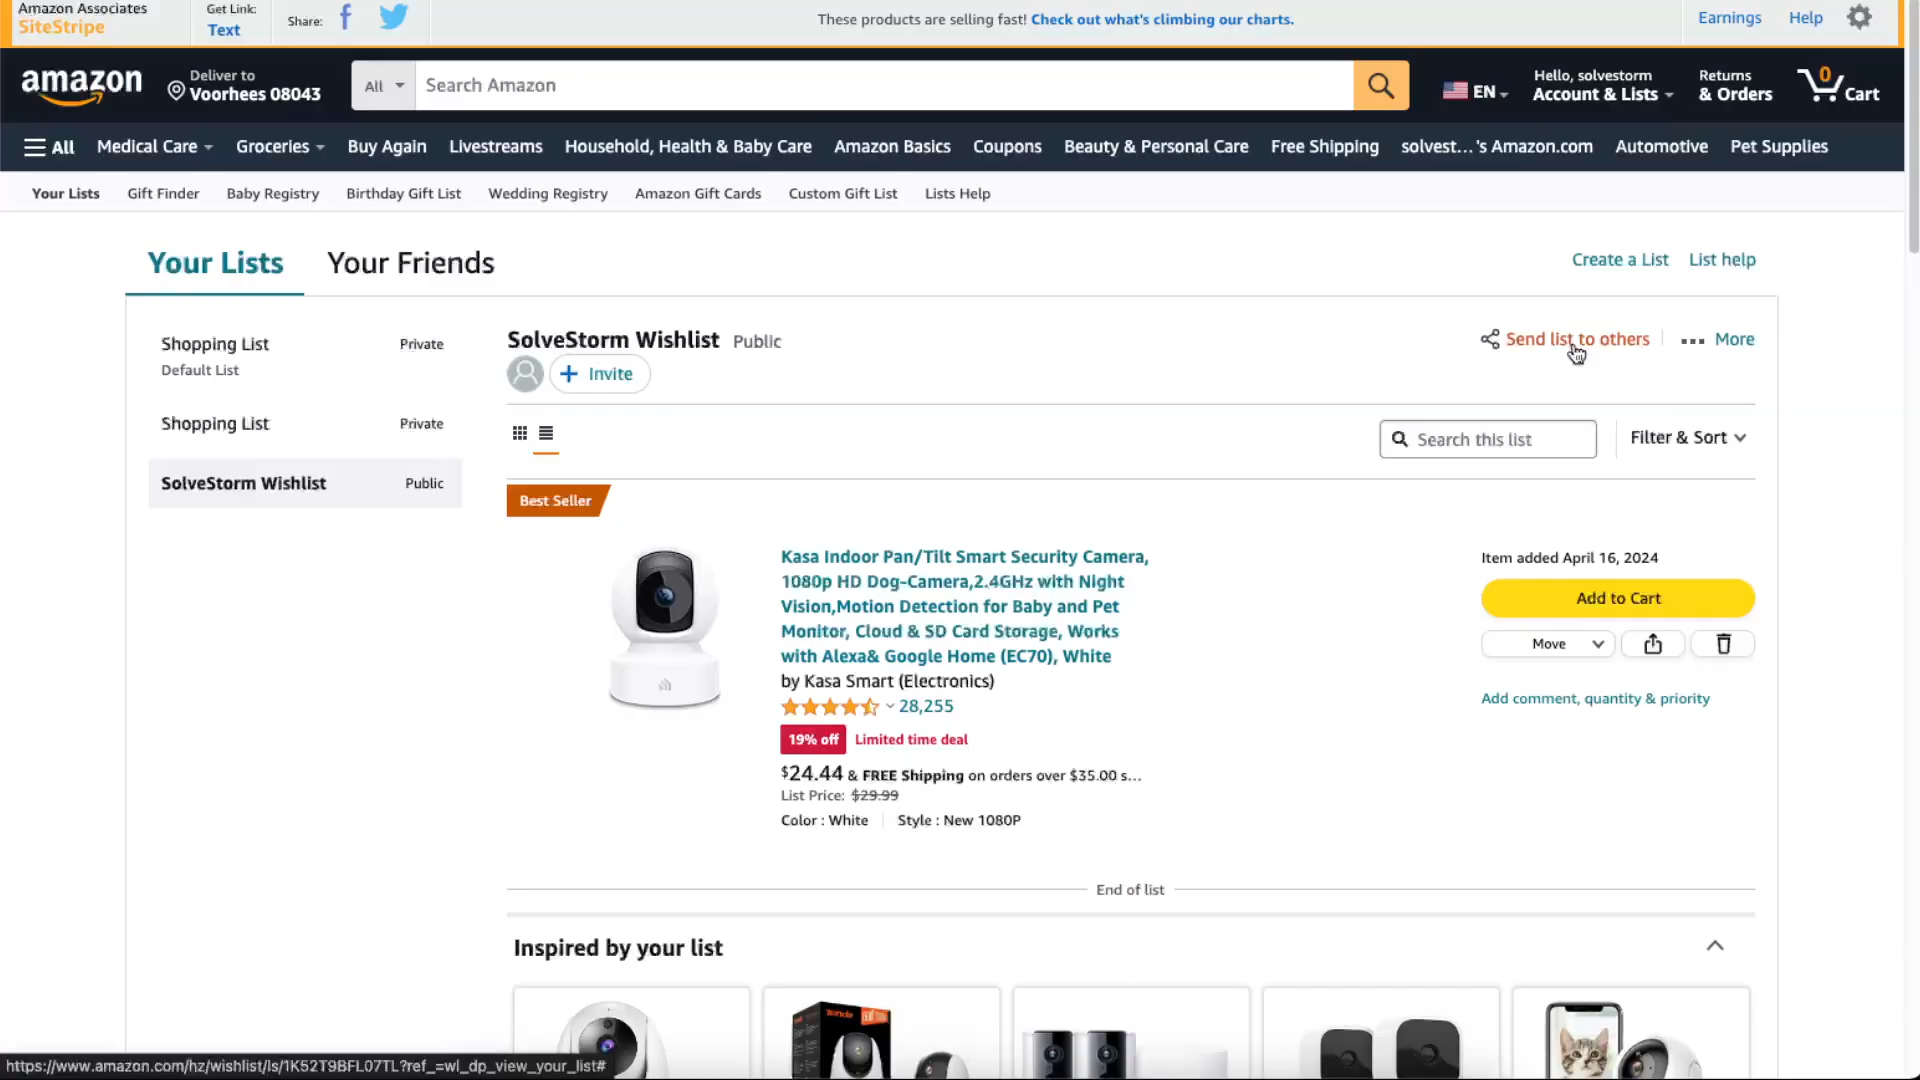 Amazon Associates
SiteStripe
Get Link:
Text
Share:
These products are selling fast! Check out what's climbing our charts.
Earnings
Help
amazon
Deliver to
Voorhees 08043
All
Search Amazon
EN
Hello, solvestorm
Account & Lists
Returns
& Orders
0
Cart
All
Medical Care
Groceries
Buy Again
Livestreams
Household, Health & Baby Care
Amazon Basics
Coupons
Beauty & Personal Care
Free Shipping
solvest...'s Amazon.com
Automotive
Pet Supplies
Your Lists
Gift Finder
Baby Registry
Birthday Gift List
Wedding Registry
Amazon Gift Cards
Custom Gift List
Lists Help
Your Lists
Your Friends
Create a List
List help
Shopping List
Private
Default List
Shopping List
Private
SolveStorm Wishlist
Public
SolveStorm Wishlist
Public
Send list to others
More
Invite
Search this list
Filter & Sort
Best Seller
Kasa Indoor Pan/Tilt Smart Security Camera,
1080p HD Dog-Camera,2.4GHz with Night
Vision,Motion Detection for Baby and Pet
Monitor, Cloud & SD Card Storage, Works
with Alexa& Google Home (EC70), White
by Kasa Smart (Electronics)
28,255
19% off
Limited time deal
$24.44 & FREE Shipping on orders over $35.00 s...
List Price: $29.99
Color : White
Style : New 1080P
Item added April 16, 2024
Add to Cart
Move
Add comment, quantity & priority
End of list
Inspired by your list
Tenda
https://www.amazon.com/hz/wishlist/ls/1K52T9BFL07TL?ref_=wl_dp_view_your_list#